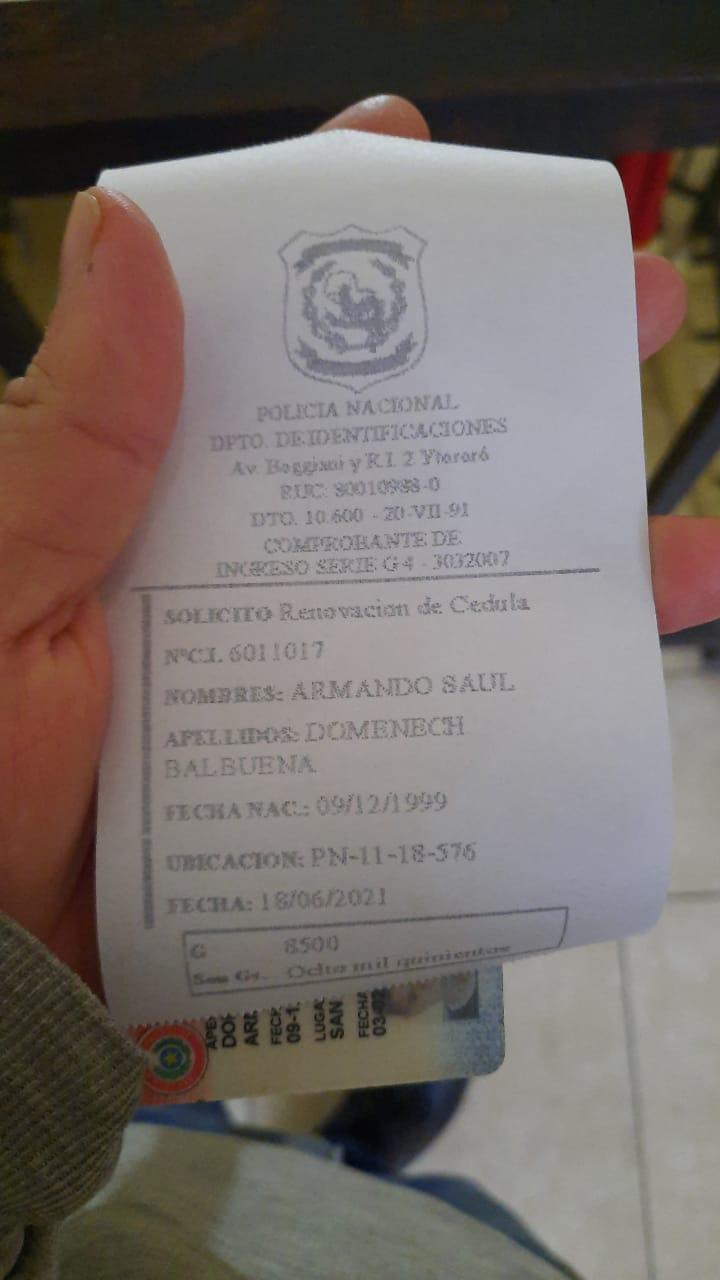 POLICIA NACIONAL
DPTO. DE IDENTIFICACIONES
Av. Boggiani y R.I. 2 Ytororó
RUC: 80010988-0
DTO. 10.600 - 20-VII-91
COMPROBANTE DE
INGRESO SERIE G 4 - 3032007
SOLICITO Renovacion de Cedula
NºC.I. 6011017
NOMBRES: ARMANDO SAUL
APELLIDOS: DOMENECH
BALBUENA
FECHA NAC.: 09/12/1999
UBICACION: PN-11-18-576
FECHA: 18/06/2021
G 8500
Son Gs. Ocho mil quinientos
APE
DO
AR
FECH
09-1
LUGA
SAN
FECHA
03-02